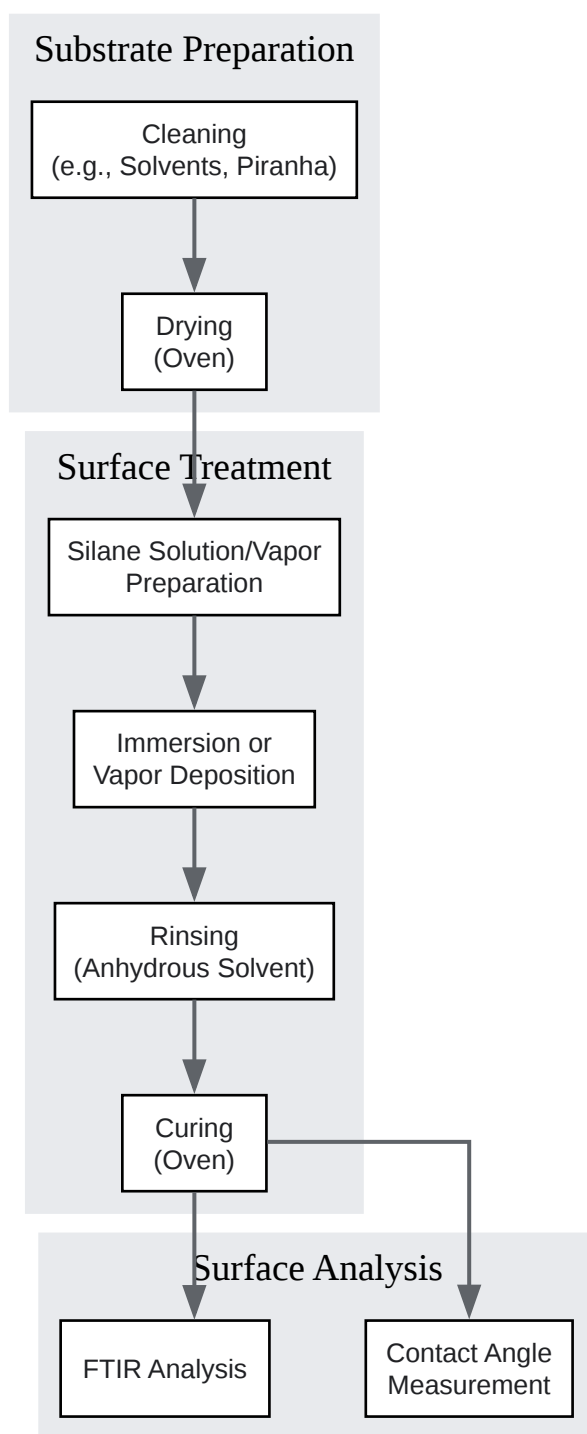 Substrate Preparation
Cleaning
(e.g., Solvents, Piranha)
Drying
(Oven)
Surface Treatment
Silane Solution/Vapor
Preparation
Immersion or
Vapor Deposition
Rinsing
(Anhydrous Solvent)
Curing
(Oven)
Surface Analysis
FTIR Analysis
Contact Angle
Measurement